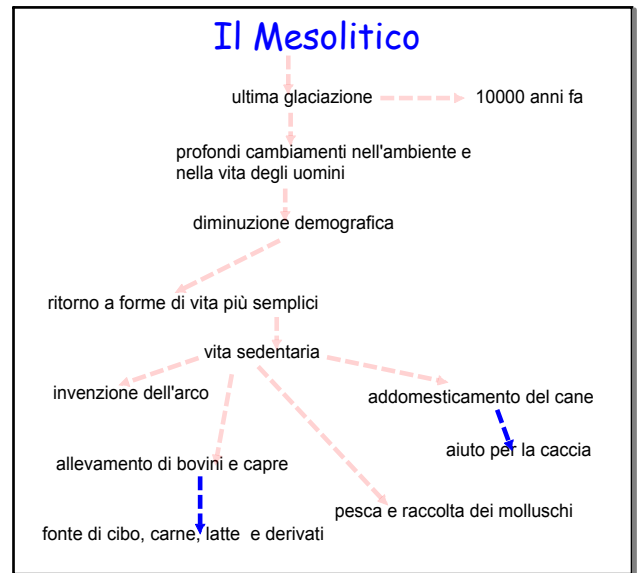 Il Mesolitico
ultima glaciazione
10000 anni fa
profondi cambiamenti nell'ambiente e
nella vita degli uomini
diminuzione demografica
ritorno a forme di vita più semplici
vita sedentaria
invenzione dell'arco
addomesticamento del cane
aiuto per la caccia
allevamento di bovini e capre
pesca e raccolta dei molluschi
fonte di cibo, carne, latte e derivati